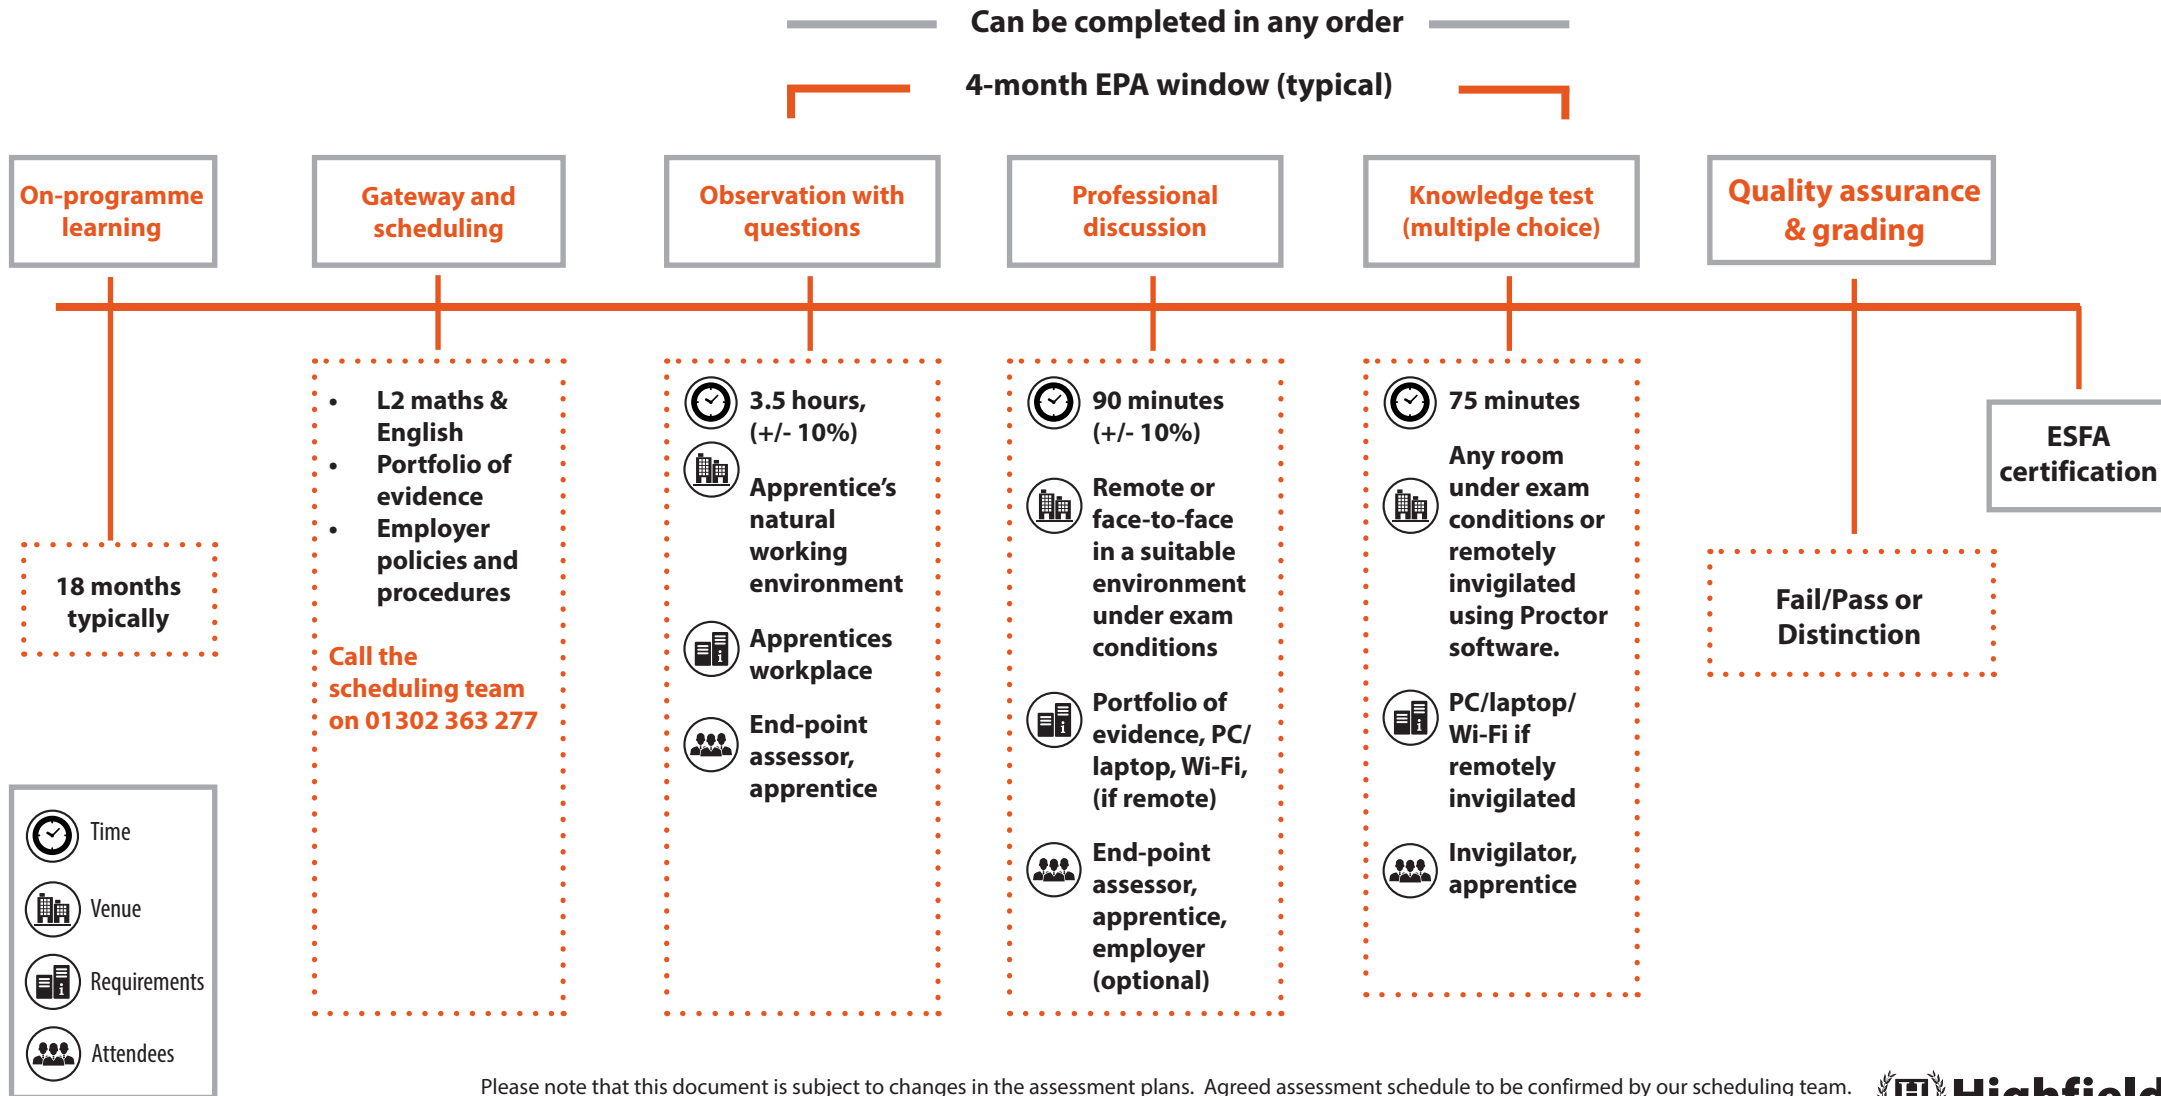 Can be completed in any order
4-month EPA window (typical)
On-programme
learning
Gateway and
scheduling
Observation with
questions
Professional
discussion
Knowledge test
(multiple choice)
Quality assurance
& grading
18 months
typically
• L2 maths &
English
• Portfolio of
evidence
• Employer
policies and
procedures
Call the
scheduling team
on 01302 363 277
3.5 hours,
(+/- 10%)
Apprentice’s
natural
working
environment
Apprentices
workplace
End-point
assessor,
apprentice
90 minutes
(+/- 10%)
Remote or
face-to-face
in a suitable
environment
under exam
conditions
Portfolio of
evidence, PC/
laptop, Wi-Fi,
(if remote)
End-point
assessor,
apprentice,
employer
(optional)
75 minutes
Any room
under exam
conditions or
remotely
invigilated
using Proctor
software.
PC/laptop/
Wi-Fi if
remotely
invigilated
Invigilator,
apprentice
Fail/Pass or
Distinction
ESFA
certification
Time
Venue
Requirements
Attendees
Please note that this document is subject to changes in the assessment plans. Agreed assessment schedule to be confirmed by our scheduling team.
Highfield